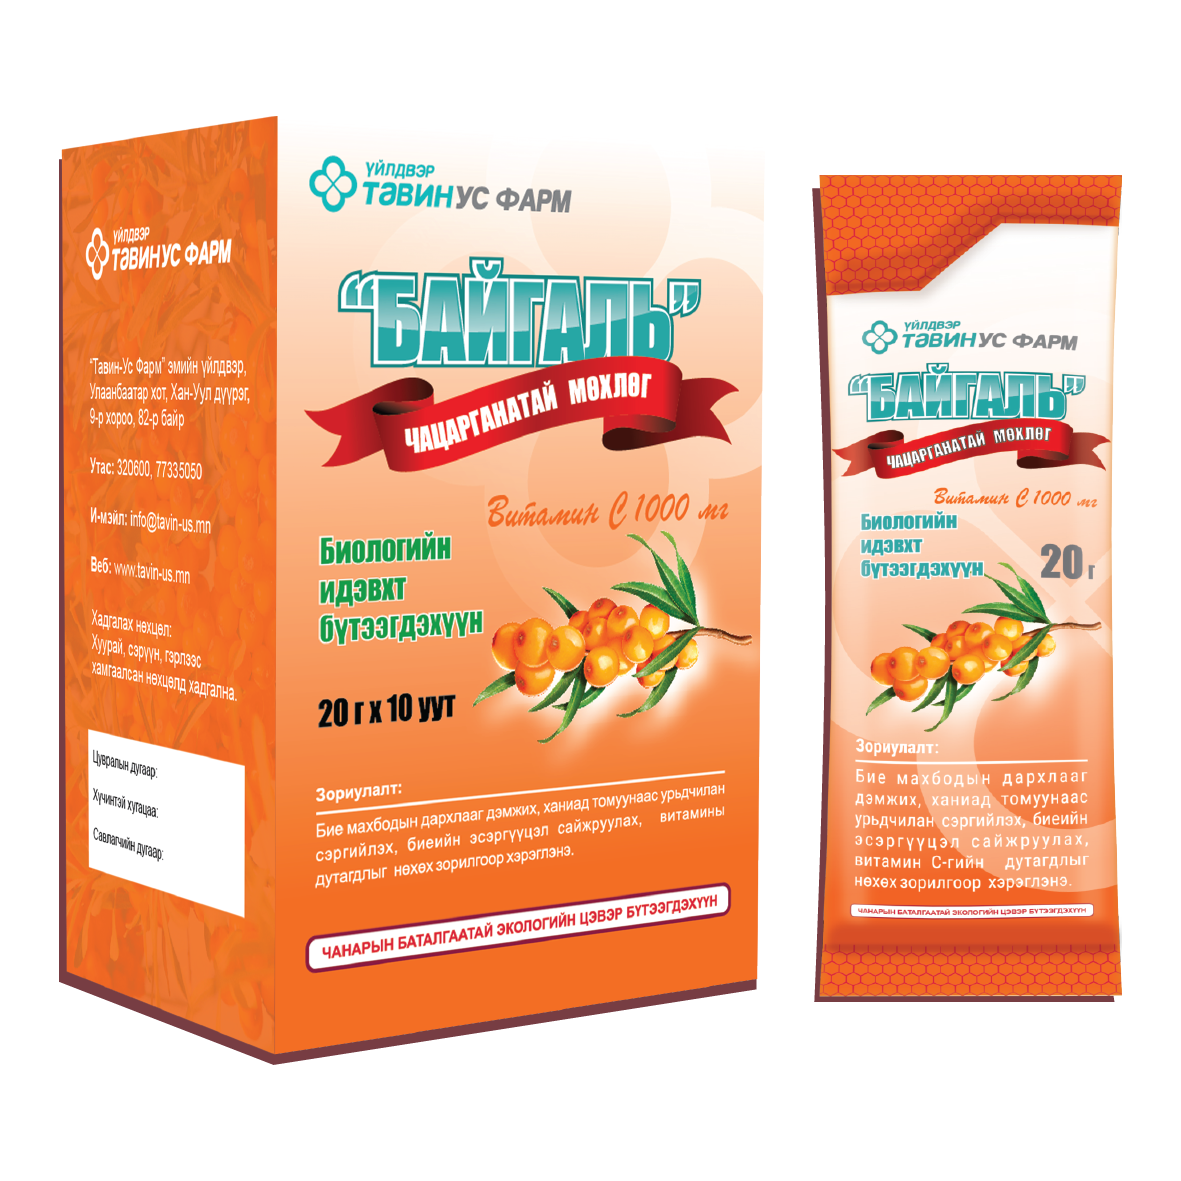 ҮЙЛДВЭР
ТӘВИНУС ФАРМ
“Тавин-Ус Фарм” эмийн үйлдвэр,
Улаанбаатар хот, Хан-Уул дүүрэг,
9-р хороо, 82-р байр
Утас: 320600, 77335050
И-мэйл: info@tavin-us.mn
Веб: www.tavin-us.mn
Хадгалах нөхцөл:
Хуурай, сэрүүн, гэрлээс
хамгаалсан нөхцөлд хадгална.
Цувралын дугаар:
Хүчинтэй хугацаа:
Савлагчийн дугаар:
ҮЙЛДВЭР
ТӘВИНУС ФАРМ
“БАЙГАЛЬ”
ЧАЦАРГАНАТАЙ МӨХЛӨГ
Витамин С 1000 мг
Биологийн
идэвхт
бүтээгдэхүүн
20 г х 10 уут
Зориулалт:
Бие махбодын дархлааг дэмжих, ханиад томуунаас урьдчилан
сэргийлэх, биеийн эсэргүүцэл сайжруулах, витамины
дутагдлыг нөхөх зорилгоор хэрэглэнэ.
ЧАНАРЫН БАТАЛГААТАЙ ЭКОЛОГИЙН ЦЭВЭР БҮТЭЭГДЭХҮҮН
ҮЙЛДВЭР
ТӘВИНУС ФАРМ
“БАЙГАЛЬ”
ЧАЦАРГАНАТАЙ МӨХЛӨГ
Витамин С 1000 мг
Биологийн
идэвхт
бүтээгдэхүүн
20 г
Зориулалт:
Бие махбодын дархлааг
дэмжих, ханиад томуунаас
урьдчилан сэргийлэх, биеийн
эсэргүүцэл сайжруулах,
витамин С-гийн дутагдлыг
нөхөх зорилгоор хэрэглэнэ.
ЧАНАРЫН БАТАЛГААТАЙ ЭКОЛОГИЙН ЦЭВЭР БҮТЭЭГДЭХҮҮН